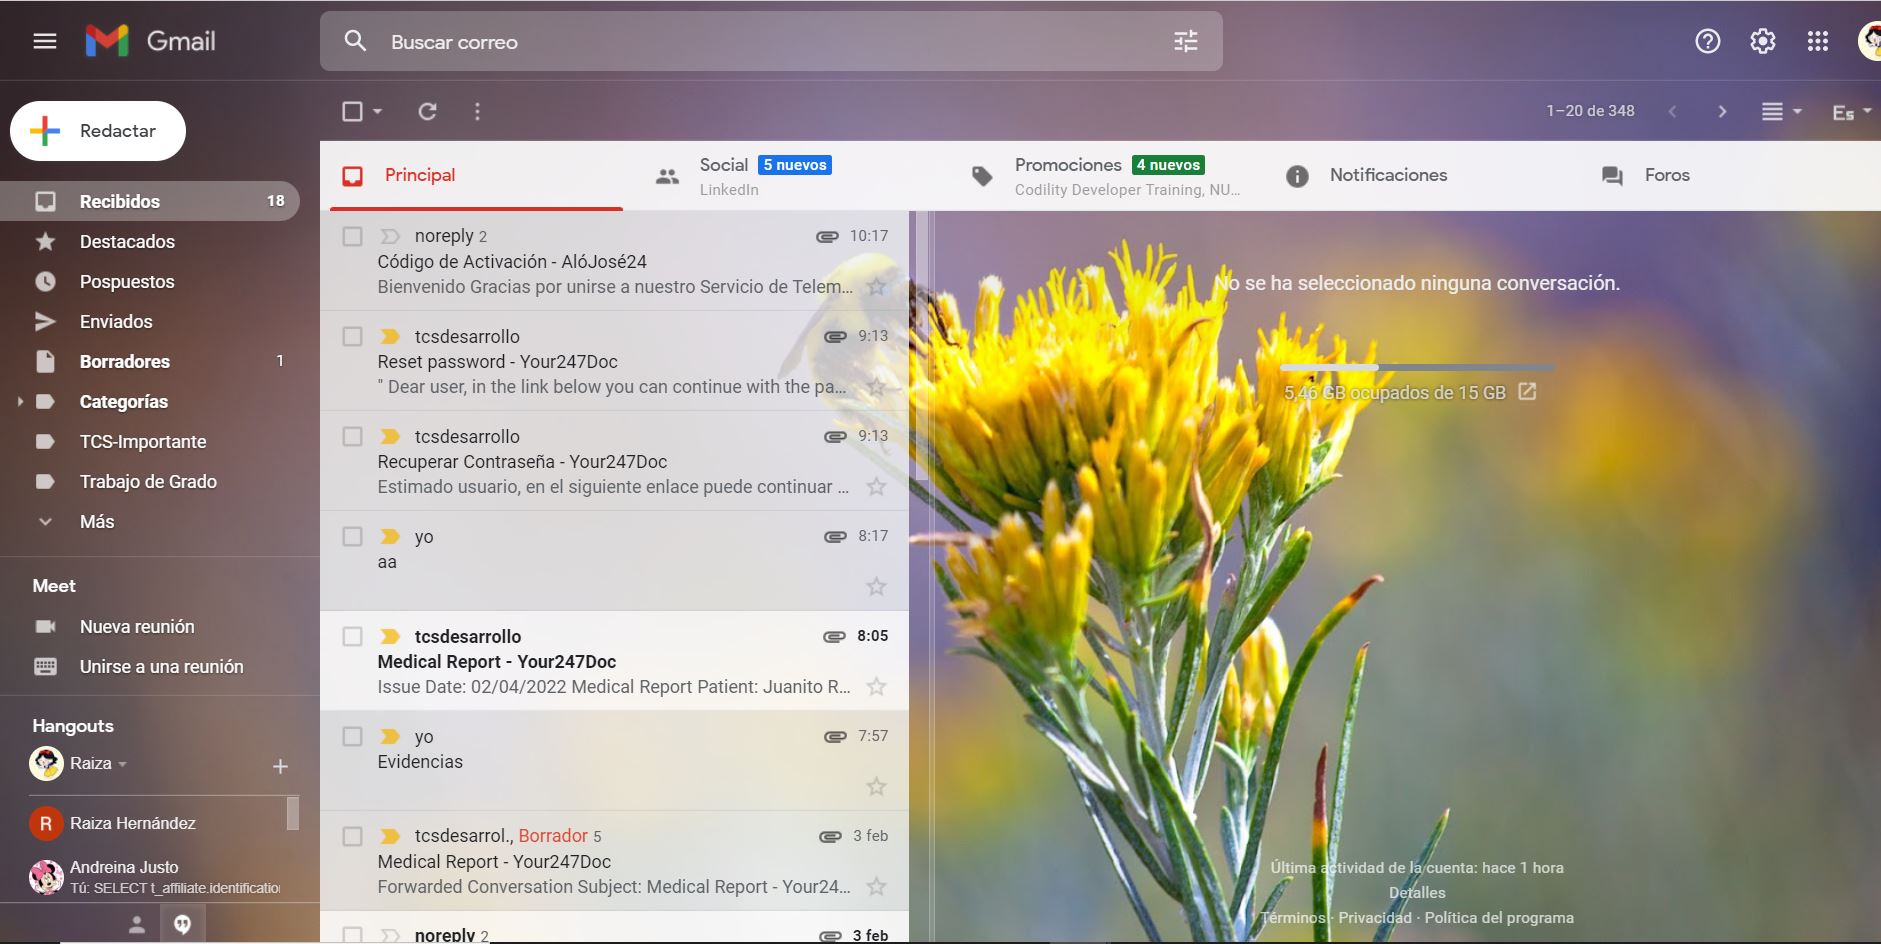 Gmail
Buscar correo
Redactar
1–20 de 348
Es
Recibidos 18
Destacados
Pospuestos
Enviados
Borradores 1
Categorías
TCS-Importante
Trabajo de Grado
Más
Meet
Nueva reunión
Unirse a una reunión
Hangouts
Raiza
R
Raiza Hernández
Andreina Justo
Tú: SELECT t_affiliate.identification
Principal
Social 5 nuevos
LinkedIn
Promociones 4 nuevos
Codility Developer Training, NU…
Notificaciones
Foros
noreply 2 10:17
Código de Activación - AlóJosé24
Bienvenido Gracias por unirse a nuestro Servicio de Telem…
tcsdesarrollo 9:13
Reset password - Your247Doc
" Dear user, in the link below you can continue with the pa…
tcsdesarrollo 9:13
Recuperar Contraseña - Your247Doc
Estimado usuario, en el siguiente enlace puede continuar …
yo 8:17
aa
tcsdesarrollo 8:05
Medical Report - Your247Doc
Issue Date: 02/04/2022 Medical Report Patient: Juanito R…
yo 7:57
Evidencias
tcsdesarrol., Borrador 5 3 feb
Medical Report - Your247Doc
Forwarded Conversation Subject: Medical Report - Your24…
noreply 2 3 feb
No se ha seleccionado ninguna conversación.
5,46 GB ocupados de 15 GB
Última actividad de la cuenta: hace 1 hora
Detalles
Términos · Privacidad · Política del programa